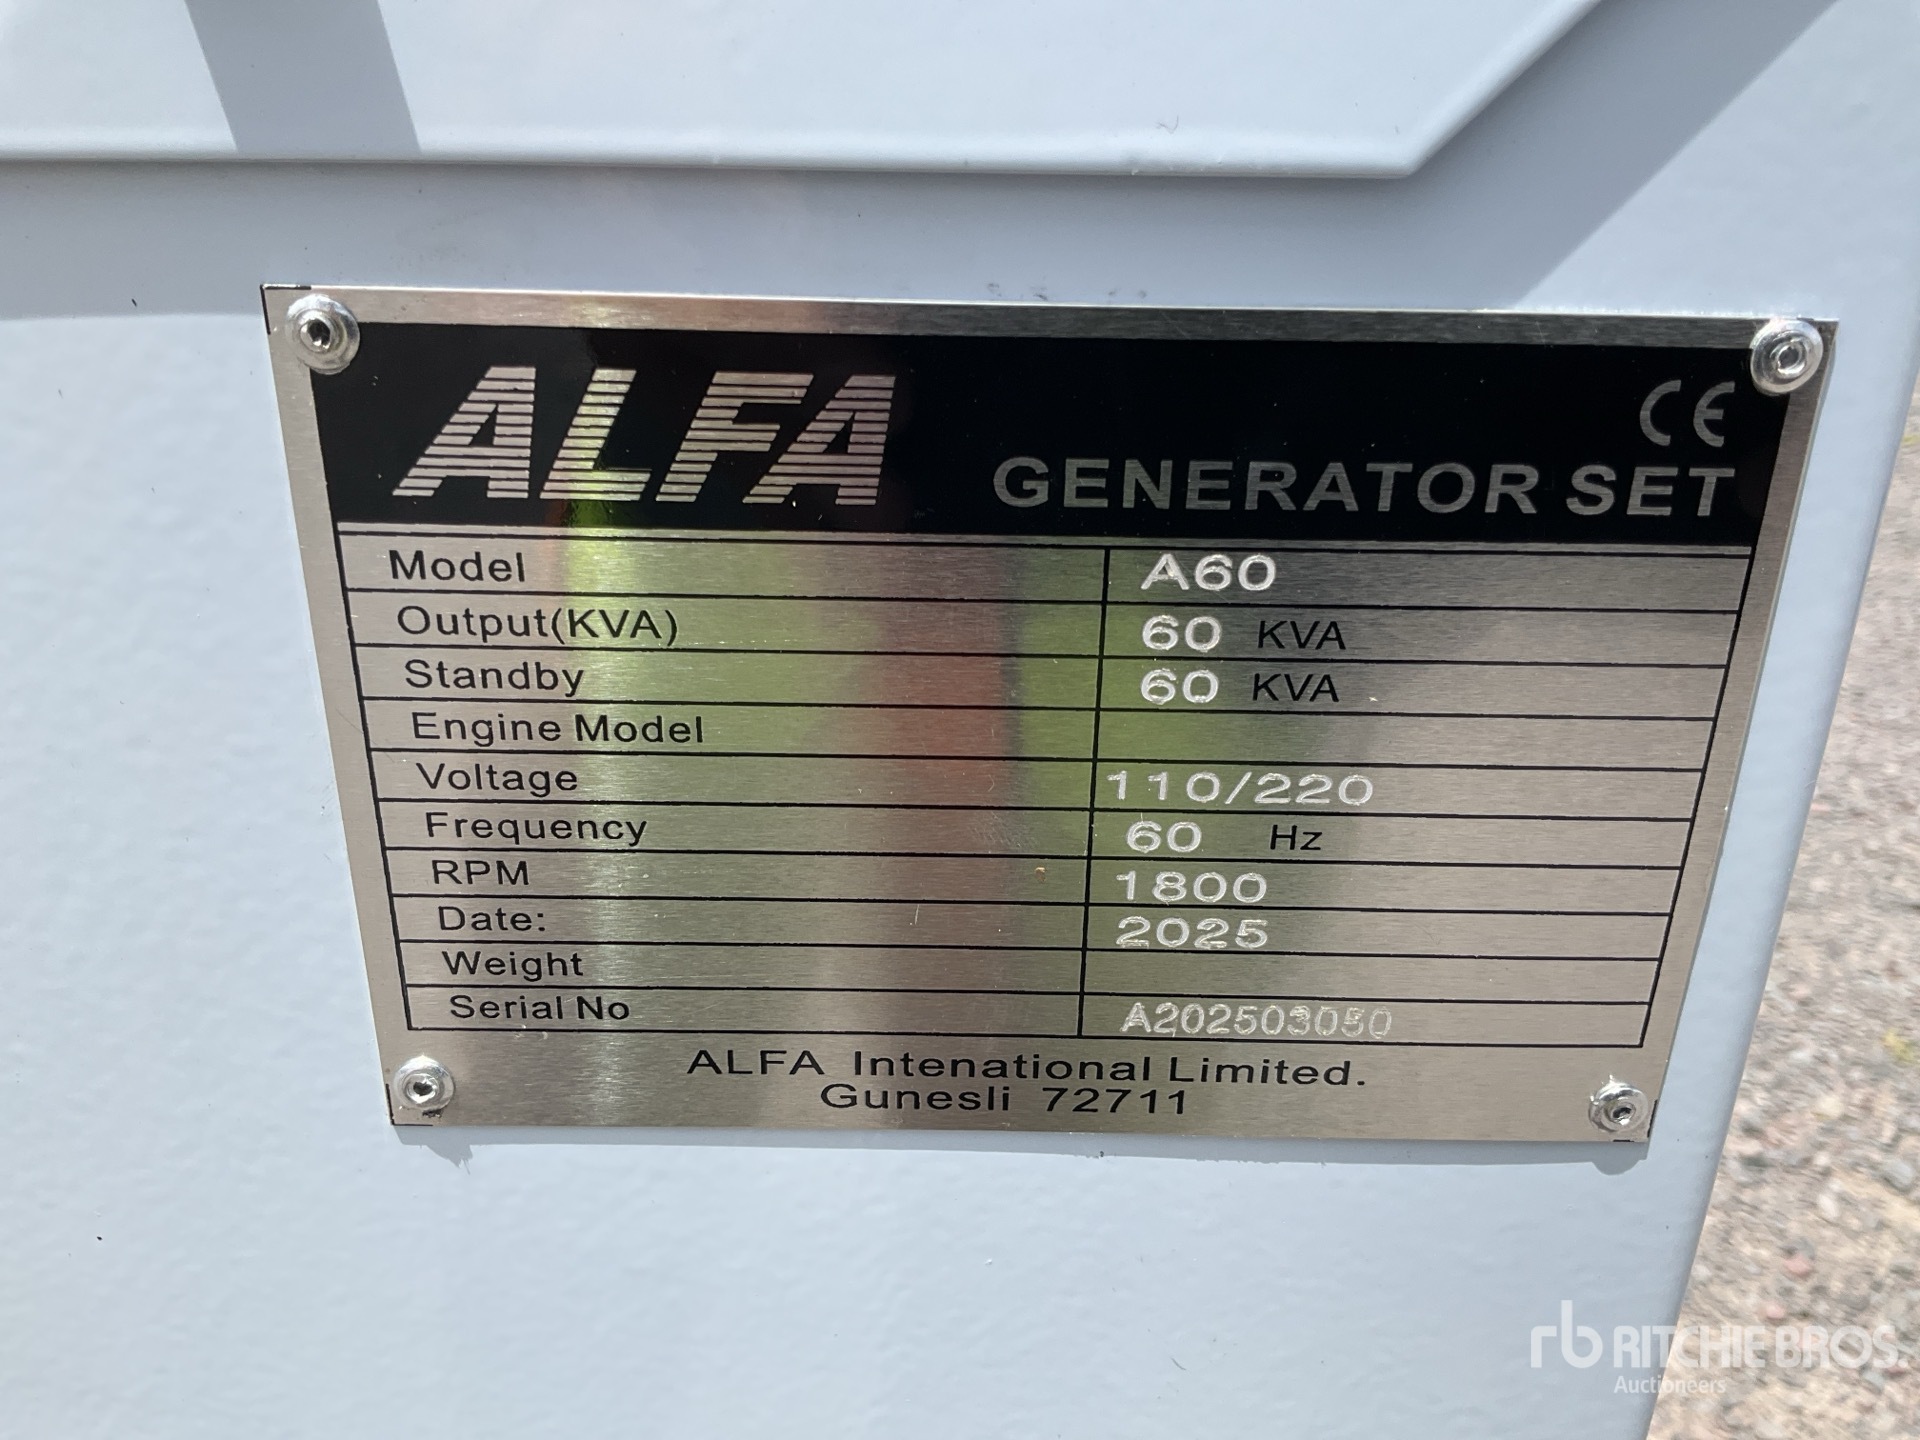 ALFA
CE
GENERATOR SET
Model A60
Output(KVA) 60 KVA
Standby 60 KVA
Engine Model
Voltage 110/220
Frequency 60 Hz
RPM 1800
Date: 2025
Weight
Serial No A202503050
ALFA Intenational Limited.
Gunesli 72711
rb RITCHIE BROS.
Auctioneers